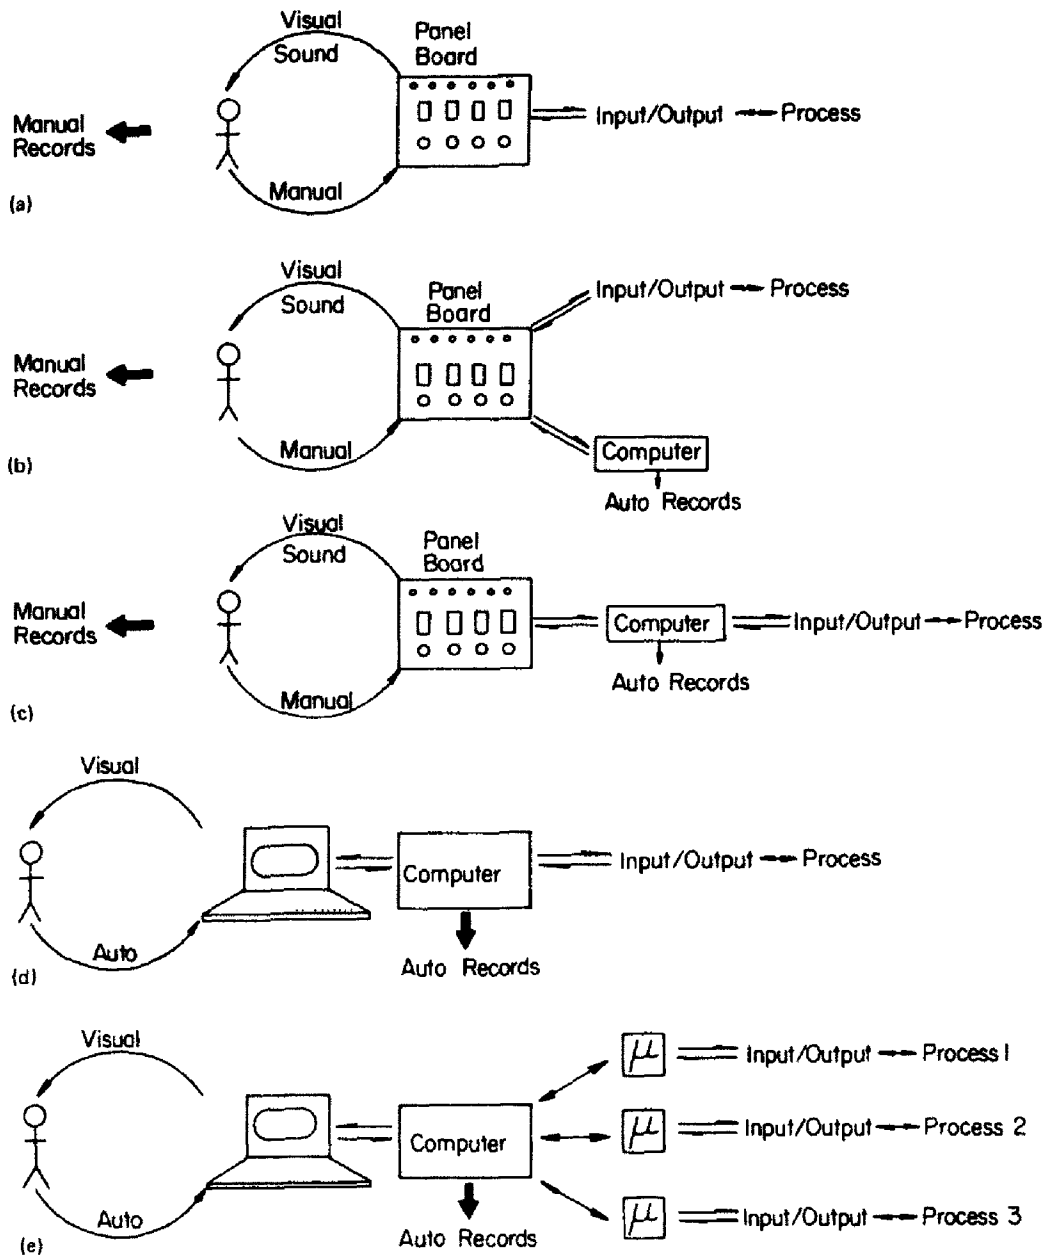 Visual
Sound
Panel
Board
Manual
Records
Input/Output
Process
Manual
(a)
Visual
Sound
Panel
Board
Input/Output
Process
Manual
Records
Manual
Computer
(b)
Auto Records
Visual
Sound
Panel
Board
Manual
Records
Computer
Input/Output
Process
Auto Records
Manual
(c)
Visual
Computer
Input/Output
Process
Auto
Auto Records
(d)
Visual
μ
Input/Output
Process 1
Computer
μ
Input/Output
Process 2
Auto
μ
Input/Output
Process 3
Auto Records
(e)